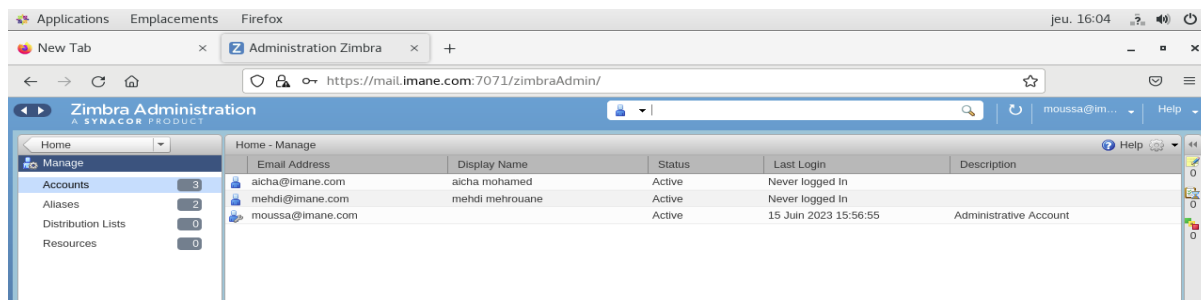 Applications Emplacements Firefox jeu. 16:04
New Tab × Administration Zimbra × +
https://mail.imane.com:7071/zimbraAdmin/
Zimbra Administration moussa@im... Help
A SYNACOR PRODUCT
Home Home - Manage Help
Manage Email Address Display Name Status Last Login Description
Accounts 3 aicha@imane.com aicha mohamed Active Never logged In 0
Aliases 2 mehdi@imane.com mehdi mehrouane Active Never logged In 0
Distribution Lists 0 moussa@imane.com Active 15 Juin 2023 15:56:55 Administrative Account 0
Resources 0